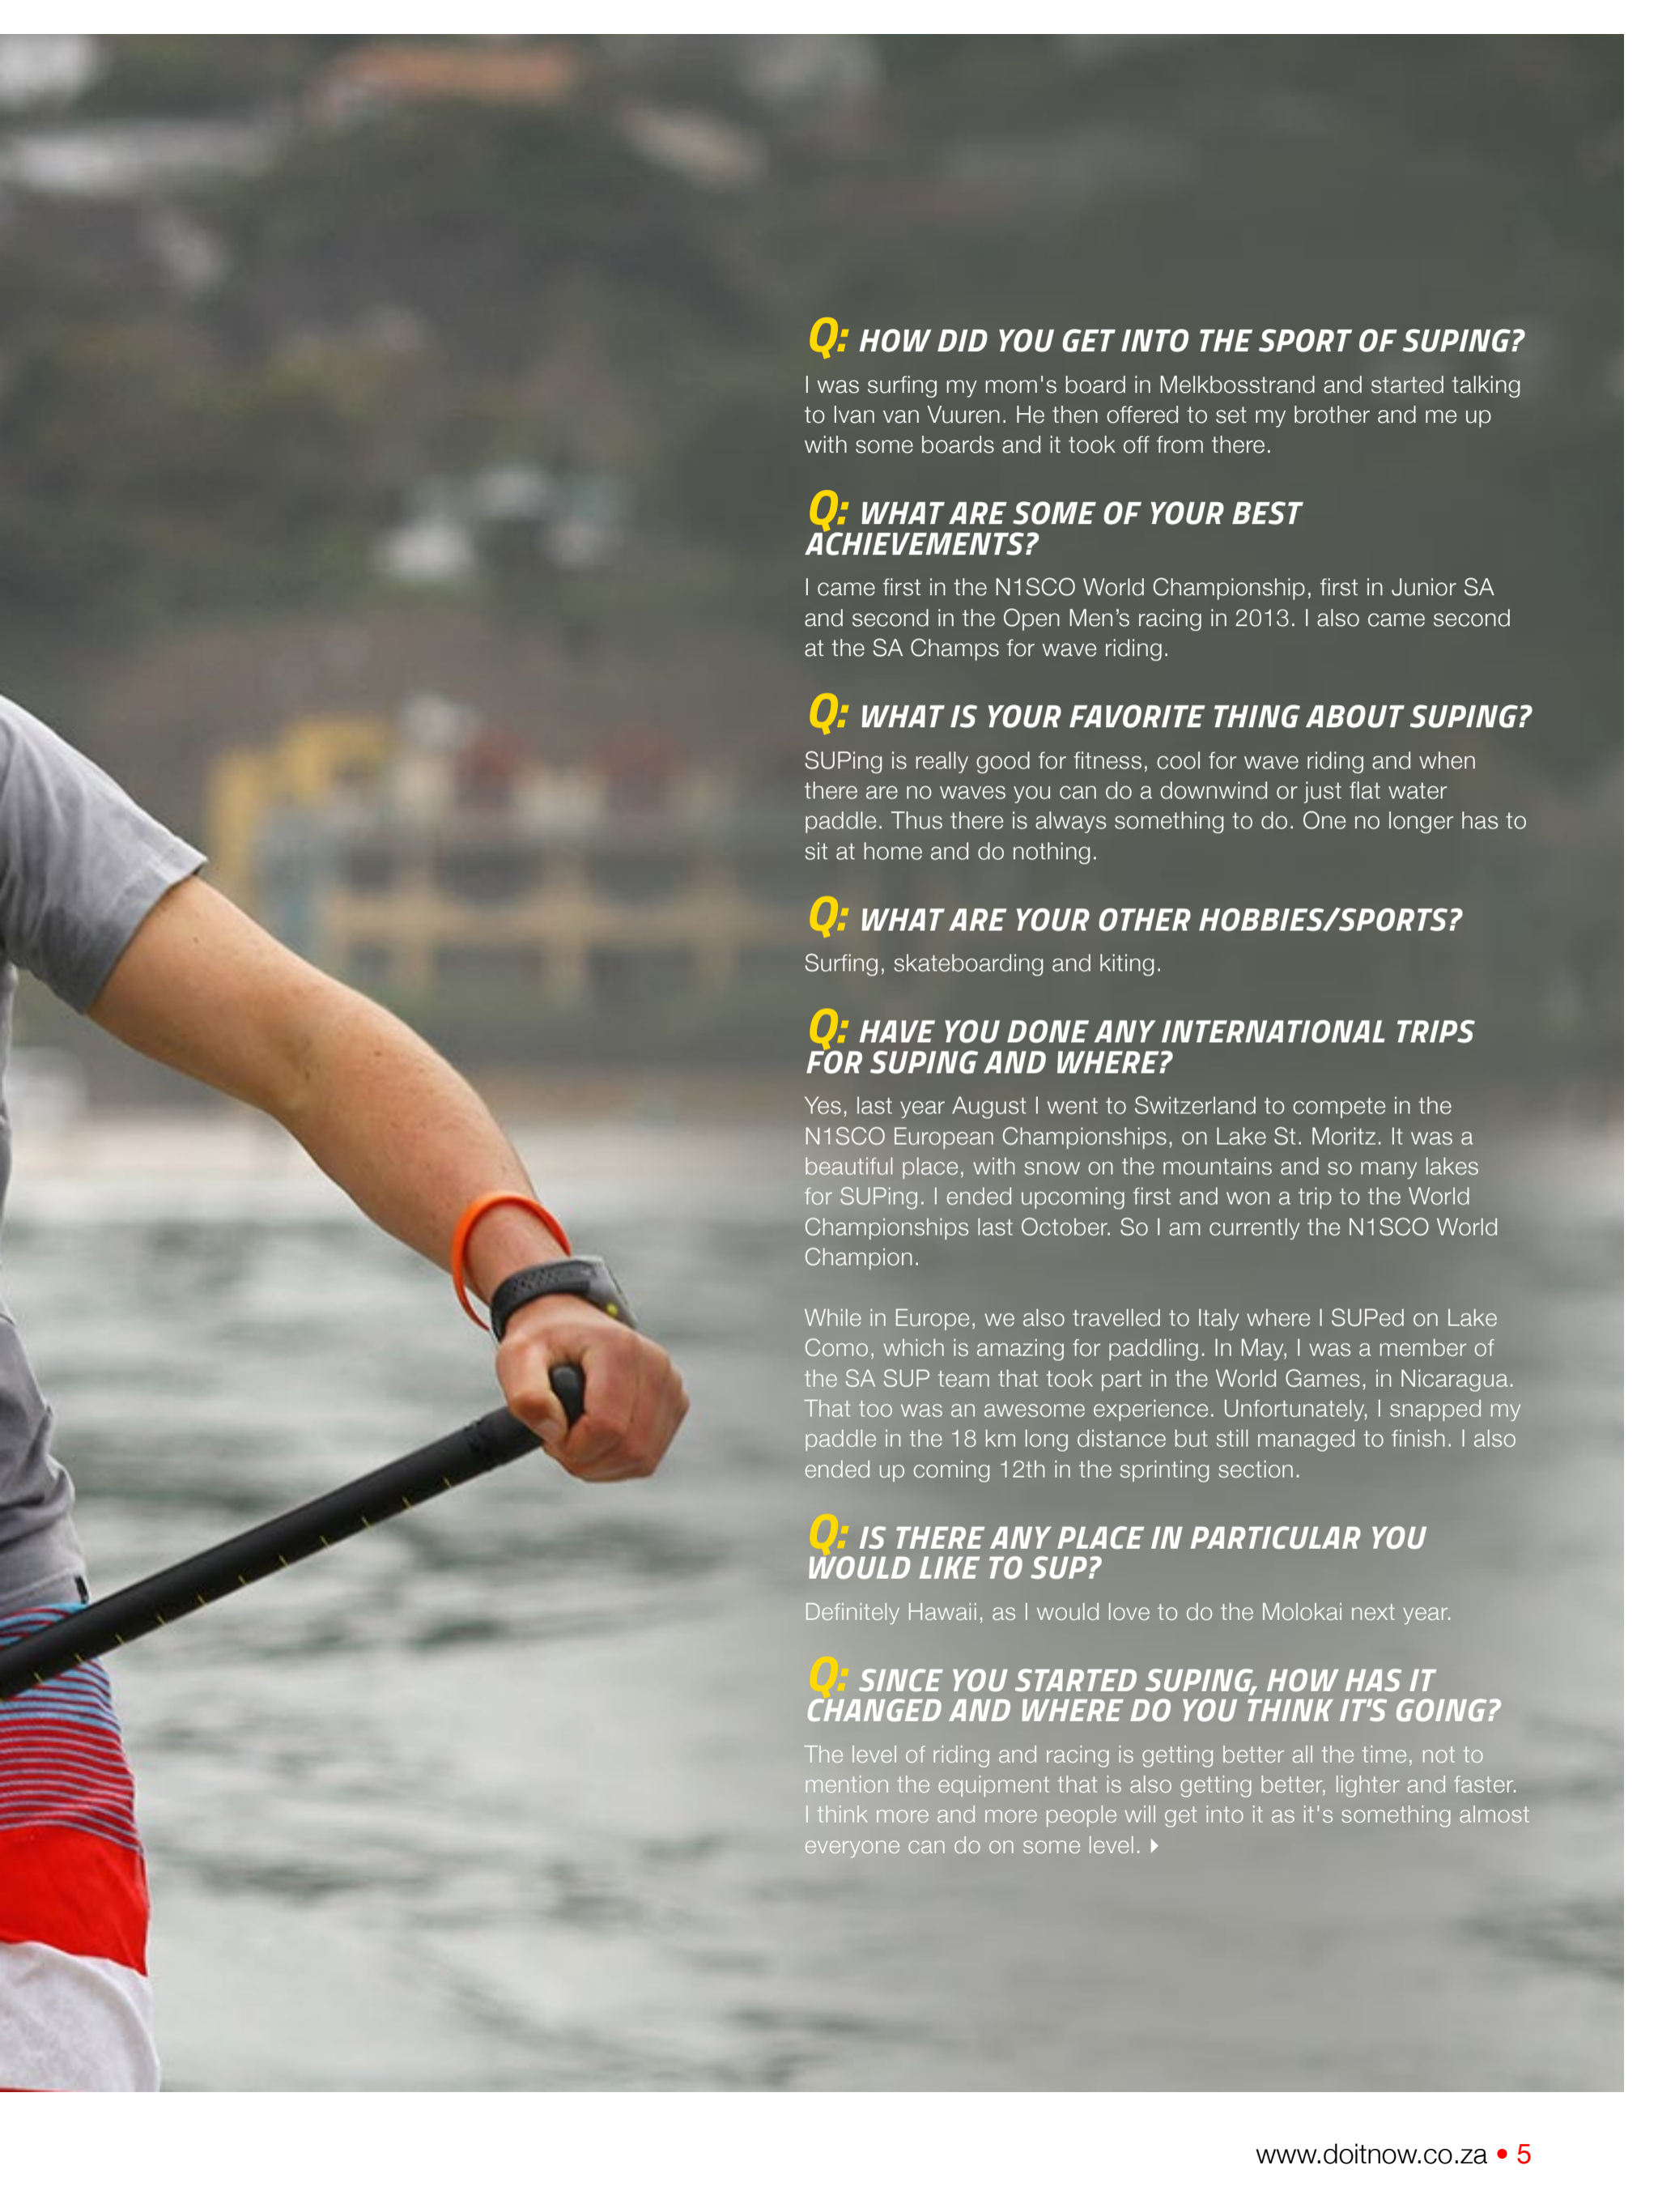 Q: HOW DID YOU GET INTO THE SPORT OF SUPING?
I was surfing my mom's board in Melkbosstrand and started talking
to Ivan van Vuuren. He then offered to set my brother and me up
with some boards and it took off from there.
Q: WHAT ARE SOME OF YOUR BEST
ACHIEVEMENTS?
I came first in the N1SCO World Championship, first in Junior SA
and second in the Open Men’s racing in 2013. I also came second
at the SA Champs for wave riding.
Q: WHAT IS YOUR FAVORITE THING ABOUT SUPING?
SUPing is really good for fitness, cool for wave riding and when
there are no waves you can do a downwind or just flat water
paddle. Thus there is always something to do. One no longer has to
sit at home and do nothing.
Q: WHAT ARE YOUR OTHER HOBBIES/SPORTS?
Surfing, skateboarding and kiting.
Q: HAVE YOU DONE ANY INTERNATIONAL TRIPS
FOR SUPING AND WHERE?
Yes, last year August I went to Switzerland to compete in the
N1SCO European Championships, on Lake St. Moritz. It was a
beautiful place, with snow on the mountains and so many lakes
for SUPing. I ended upcoming first and won a trip to the World
Championships last October. So I am currently the N1SCO World
Champion.
While in Europe, we also travelled to Italy where I SUPed on Lake
Como, which is amazing for paddling. In May, I was a member of
the SA SUP team that took part in the World Games, in Nicaragua.
That too was an awesome experience. Unfortunately, I snapped my
paddle in the 18 km long distance but still managed to finish. I also
ended up coming 12th in the sprinting section.
Q: IS THERE ANY PLACE IN PARTICULAR YOU
WOULD LIKE TO SUP?
Definitely Hawaii, as I would love to do the Molokai next year.
Q: SINCE YOU STARTED SUPING, HOW HAS IT
CHANGED AND WHERE DO YOU THINK IT'S GOING?
The level of riding and racing is getting better all the time, not to
mention the equipment that is also getting better, lighter and faster.
I think more and more people will get into it as it's something almost
everyone can do on some level.
www.doitnow.co.za • 5